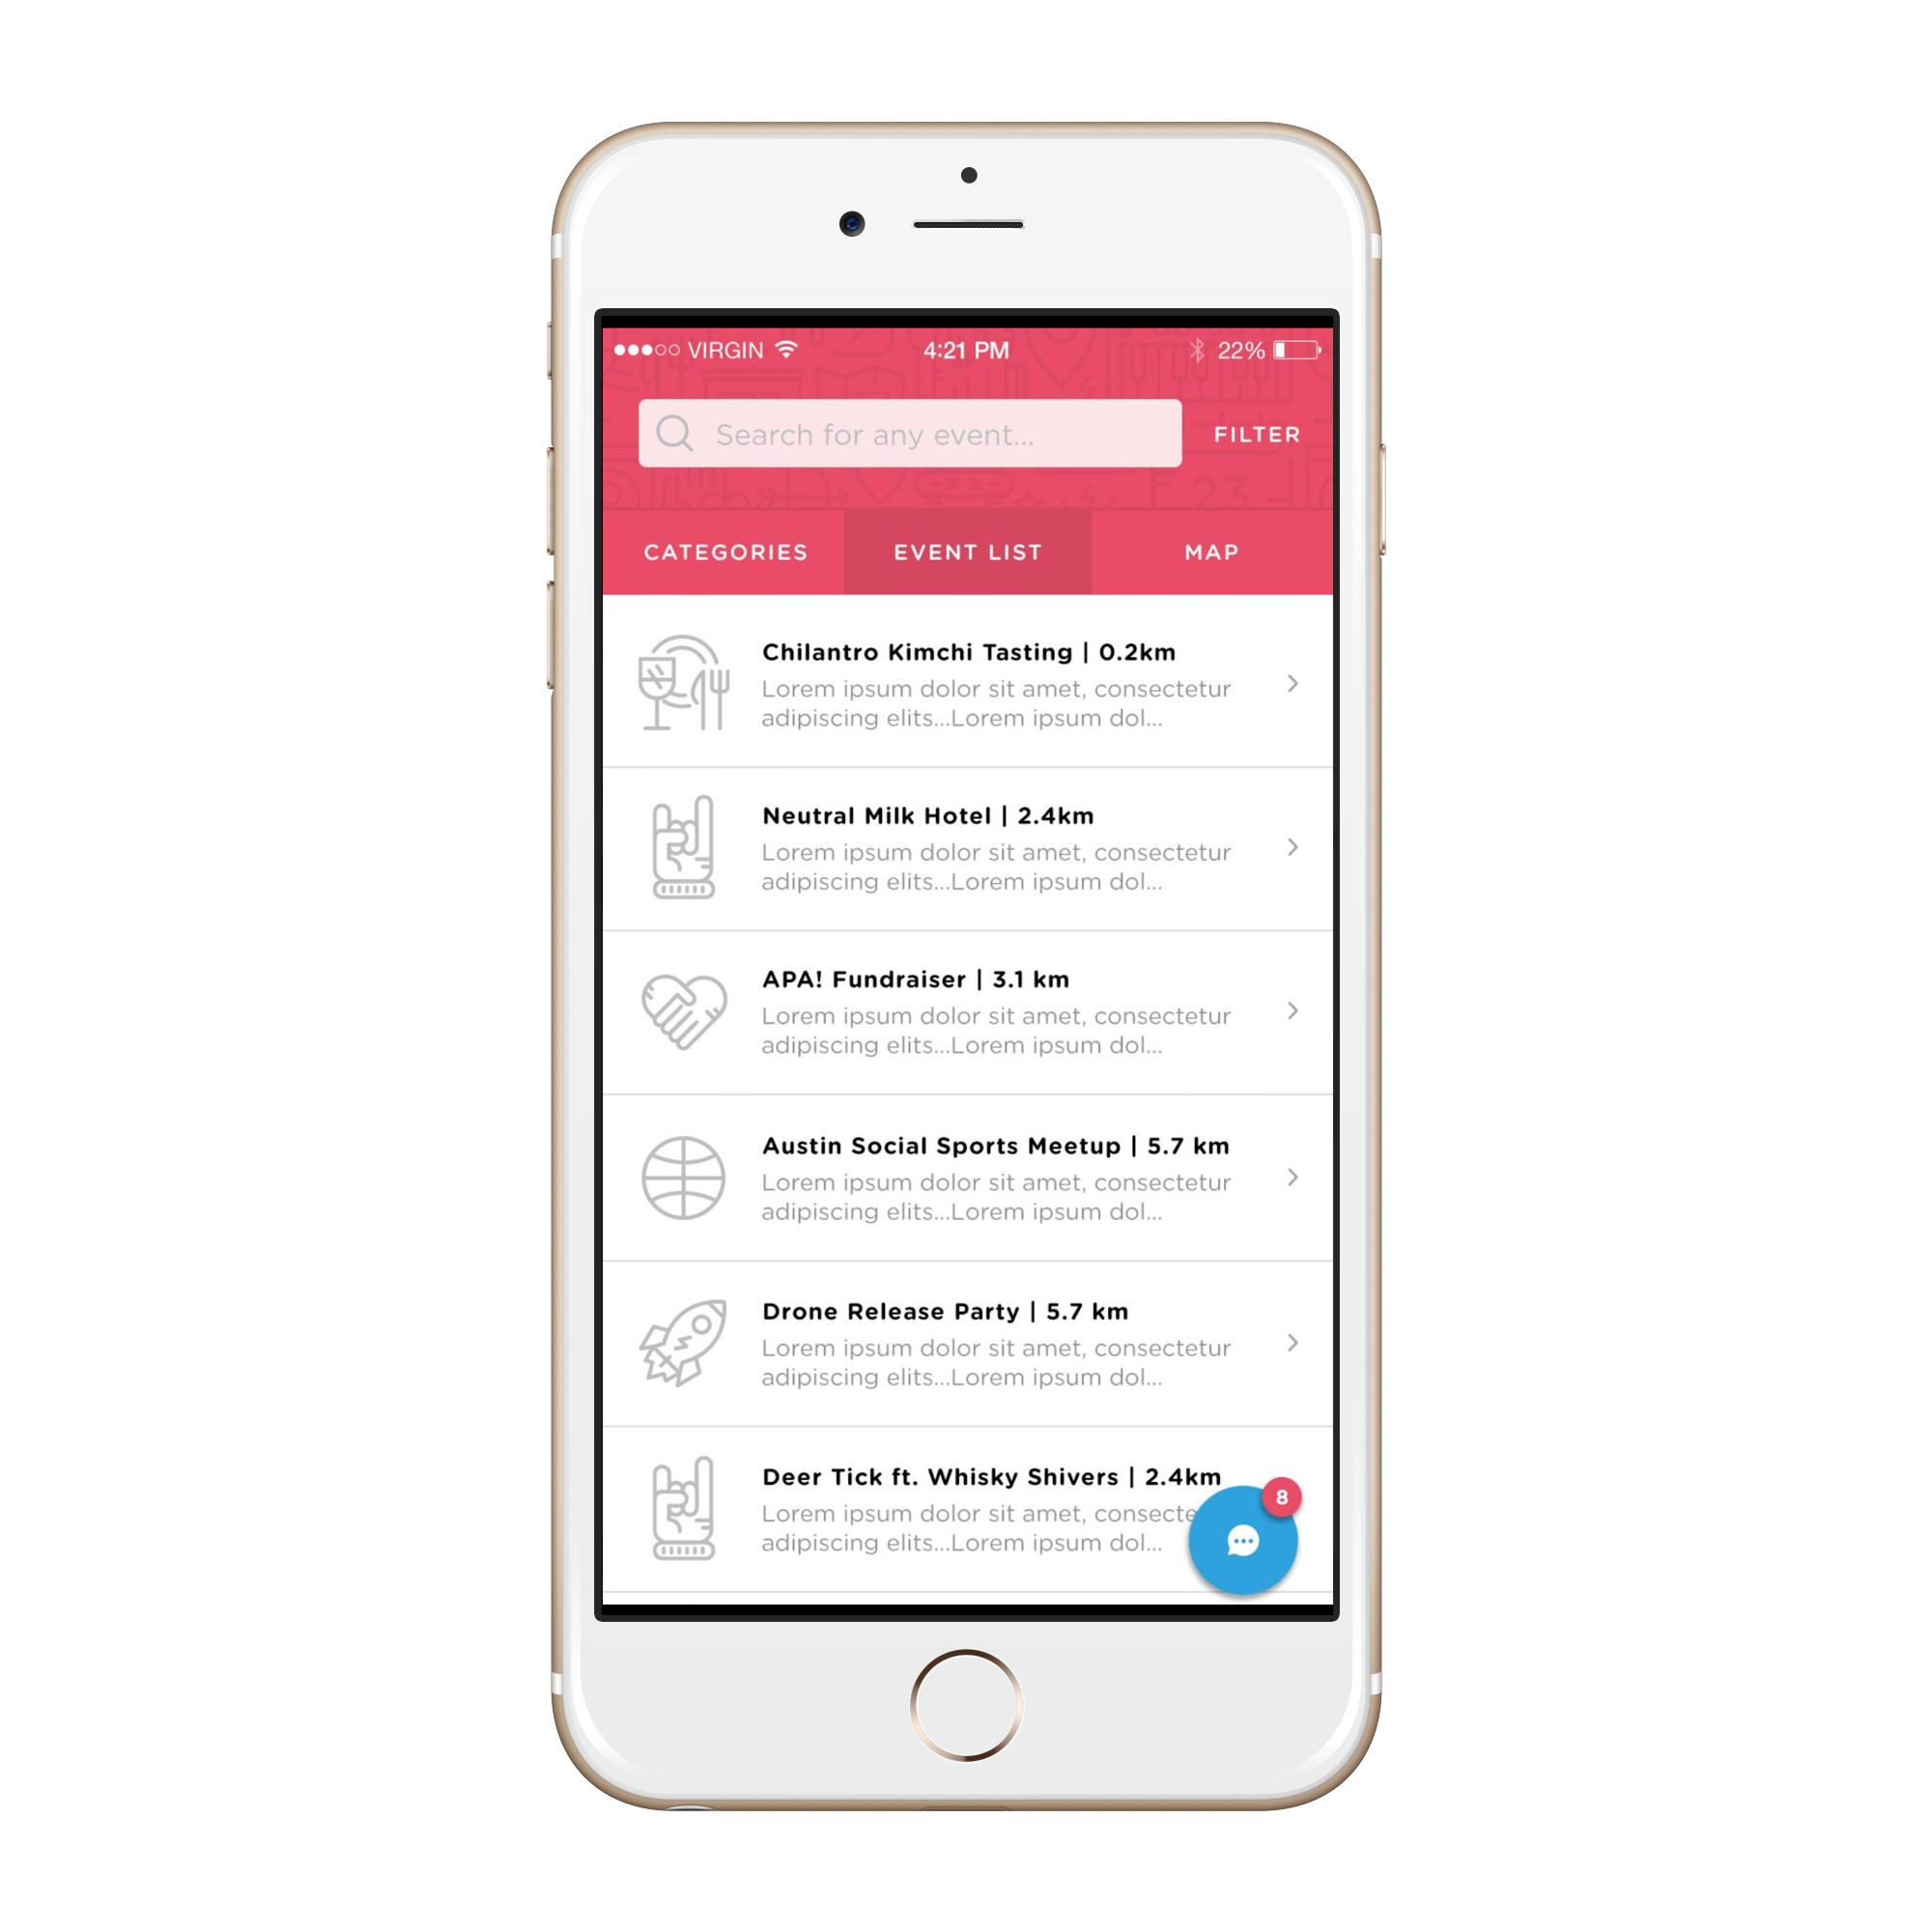 VIRGIN 4:21 PM 22%
Search for any event... FILTER
F 23
CATEGORIES EVENT LIST MAP
Chilantro Kimchi Tasting | 0.2km
Lorem ipsum dolor sit amet, consectetur
adipiscing elits...Lorem ipsum dol...
Neutral Milk Hotel | 2.4km
Lorem ipsum dolor sit amet, consectetur
adipiscing elits...Lorem ipsum dol...
APA! Fundraiser | 3.1 km
Lorem ipsum dolor sit amet, consectetur
adipiscing elits...Lorem ipsum dol...
Austin Social Sports Meetup | 5.7 km
Lorem ipsum dolor sit amet, consectetur
adipiscing elits...Lorem ipsum dol...
Drone Release Party | 5.7 km
Lorem ipsum dolor sit amet, consectetur
adipiscing elits...Lorem ipsum dol...
Deer Tick ft. Whisky Shivers | 2.4km
8
Lorem ipsum dolor sit amet, consecte
adipiscing elits...Lorem ipsum dol...